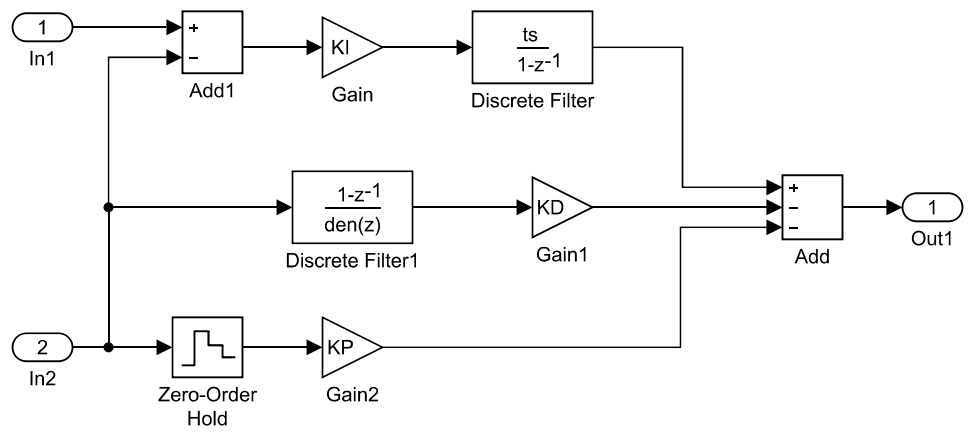 1
In1
+
−
Add1
KI
Gain
ts
1-z-1
Discrete Filter
1-z-1
den(z)
Discrete Filter1
KD
Gain1
+
−
−
Add
1
Out1
2
In2
Zero-Order
Hold
KP
Gain2